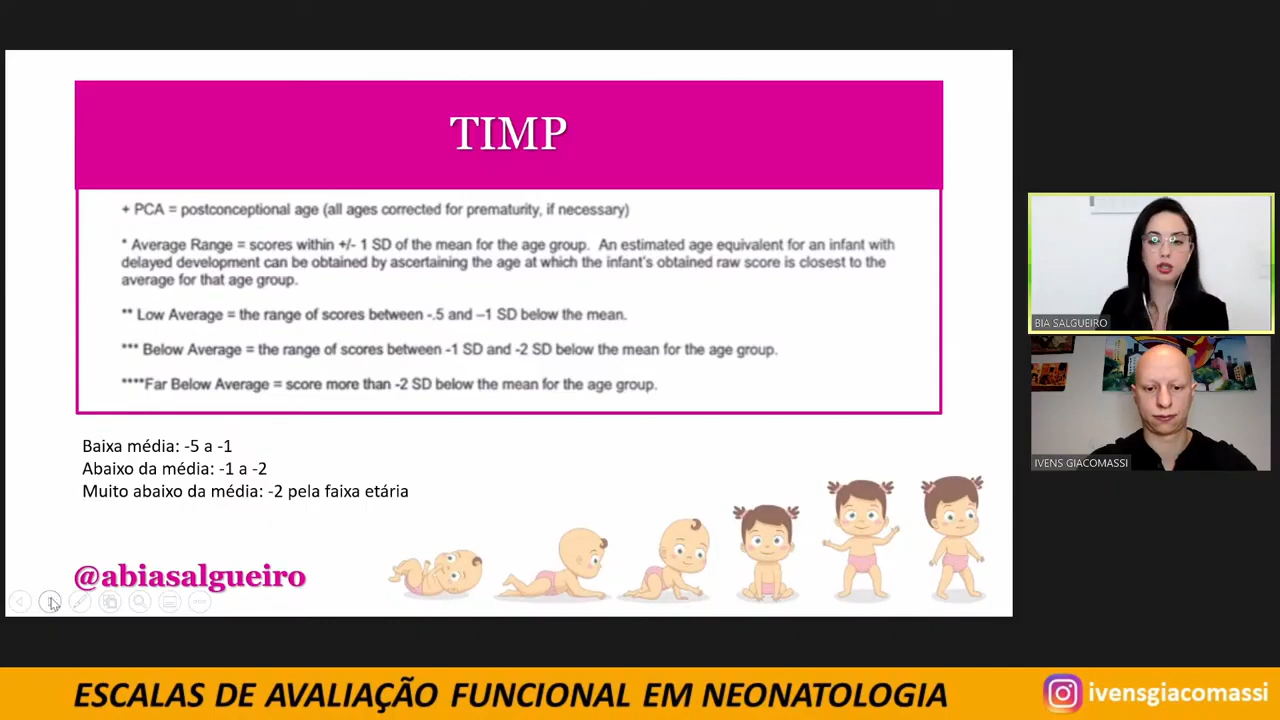 TIMP
+ PCA = postconceptional age (all ages corrected for prematurity, if necessary)
* Average Range = scores within +/- 1 SD of the mean for the age group. An estimated age equivalent for an infant with
delayed development can be obtained by ascertaining the age at which the infant's obtained raw score is closest to the
average for that age group.
** Low Average = the range of scores between -.5 and –1 SD below the mean.
*** Below Average = the range of scores between -1 SD and -2 SD below the mean for the age group.
****Far Below Average = score more than -2 SD below the mean for the age group.
Baixa média: -5 a -1
Abaixo da média: -1 a -2
Muito abaixo da média: -2 pela faixa etária
@abiasalgueiro
BIA SALGUEIRO
IVENS GIACOMASSI
ESCALAS DE AVALIAÇÃO FUNCIONAL EM NEONATOLOGIA
ivensgiacomassi